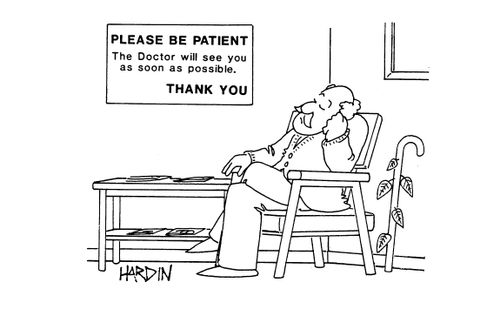 PLEASE BE PATIENT
The Doctor will see you
as soon as possible.
THANK YOU
HARDIN